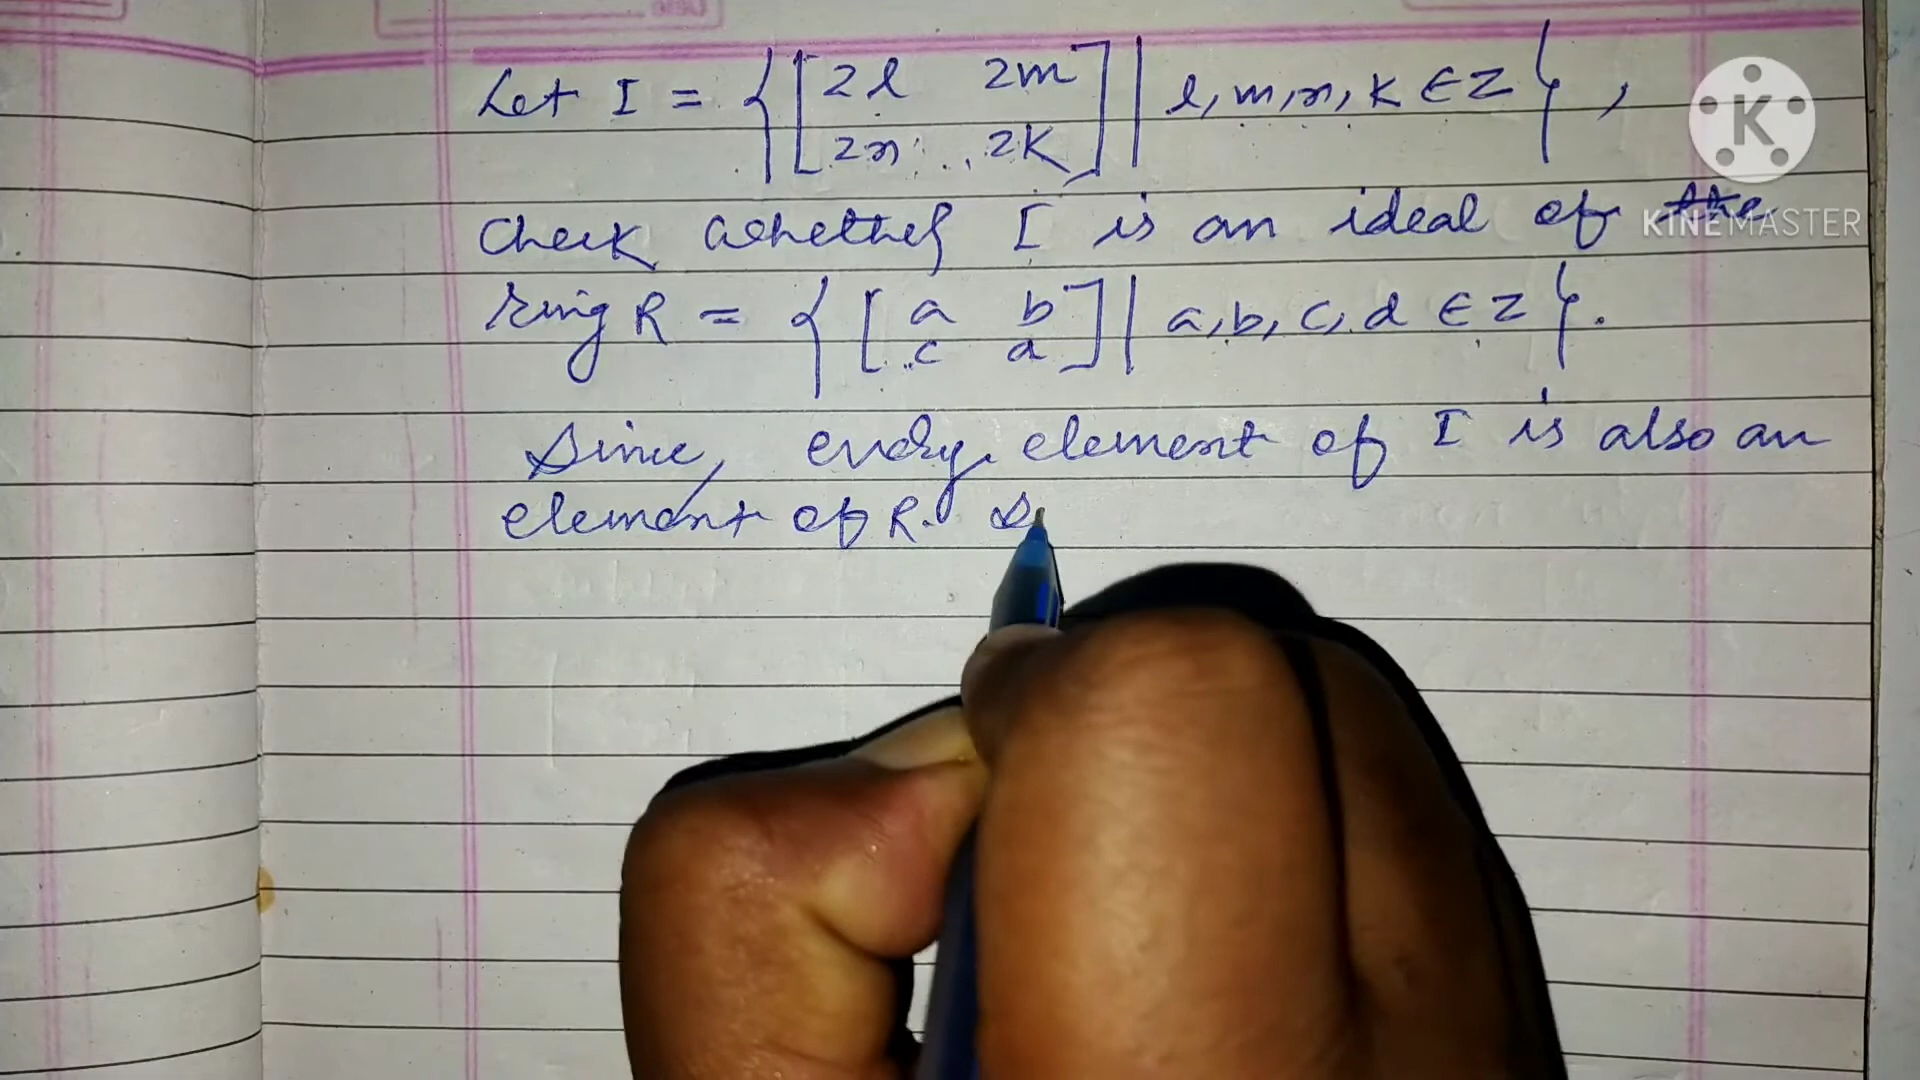 Let I = { [ 2l 2m
2n 2k ] | l, m, n, k ∈ Z } ,
Check whether I is an ideal of the
ring R = { [ a b
c d ] | a, b, c, d ∈ Z } .
Since, every element of I is also an
element of R. S
K
KINEMASTER